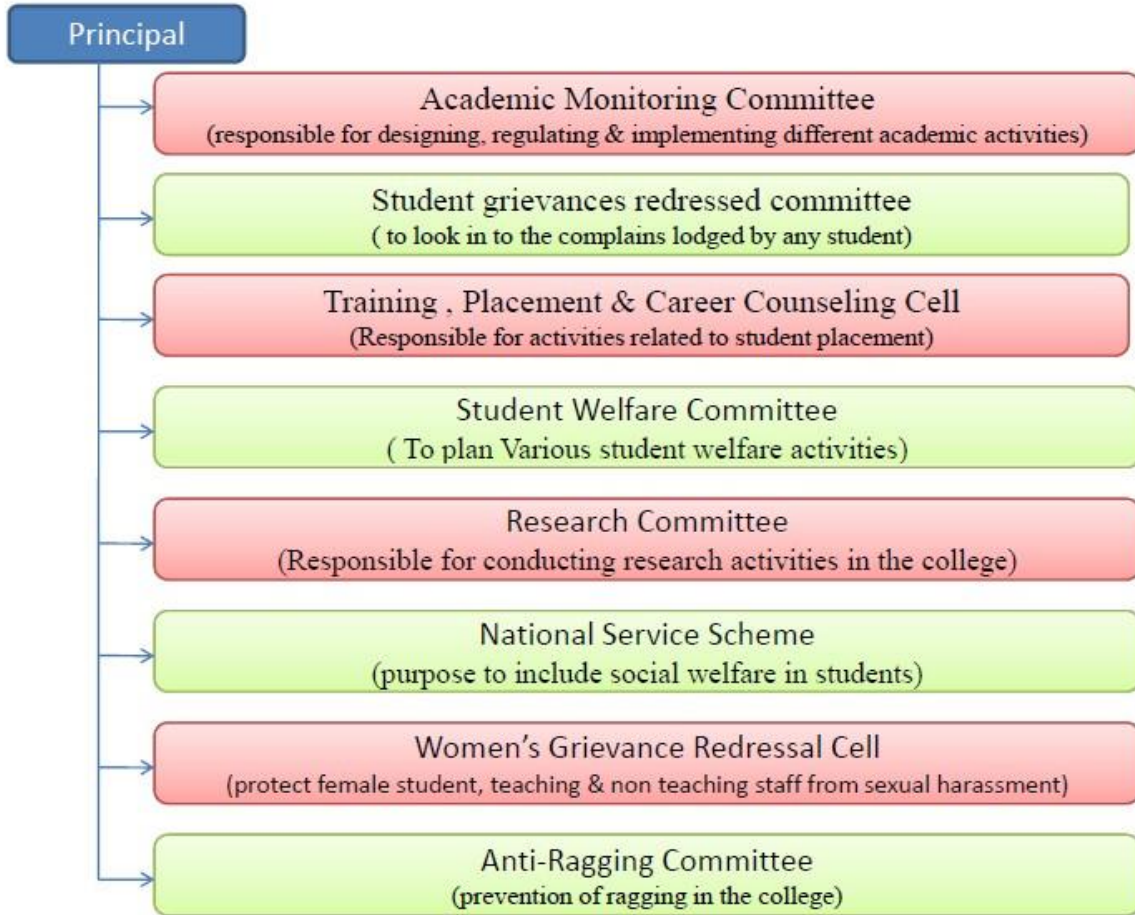 Principal
Academic Monitoring Committee
(responsible for designing, regulating & implementing different academic activities)
Student grievances redressed committee
( to look in to the complains lodged by any student)
Training , Placement & Career Counseling Cell
(Responsible for activities related to student placement)
Student Welfare Committee
( To plan Various student welfare activities)
Research Committee
(Responsible for conducting research activities in the college)
National Service Scheme
(purpose to include social welfare in students)
Women's Grievance Redressal Cell
(protect female student, teaching & non teaching staff from sexual harassment)
Anti-Ragging Committee
(prevention of ragging in the college)